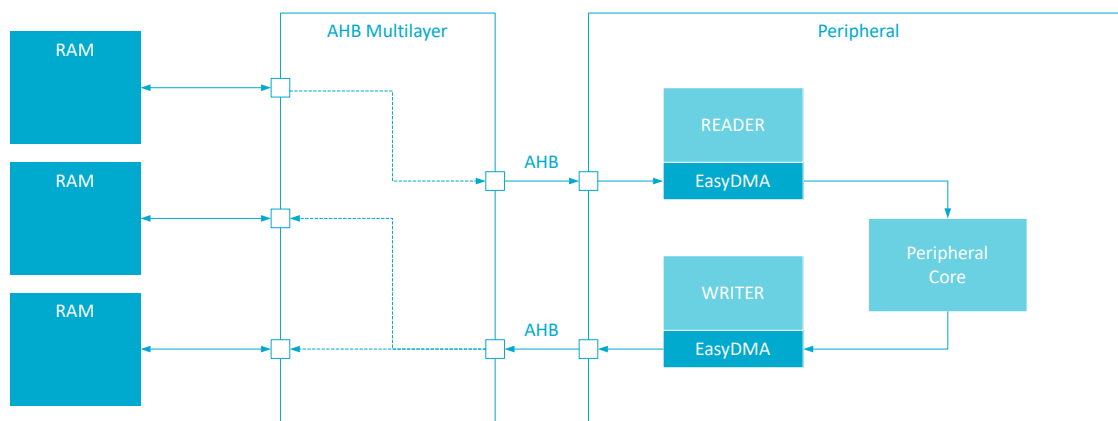 AHB Multilayer
Peripheral
RAM
READER
AHB
EasyDMA
RAM
Peripheral
Core
WRITER
RAM
AHB
EasyDMA